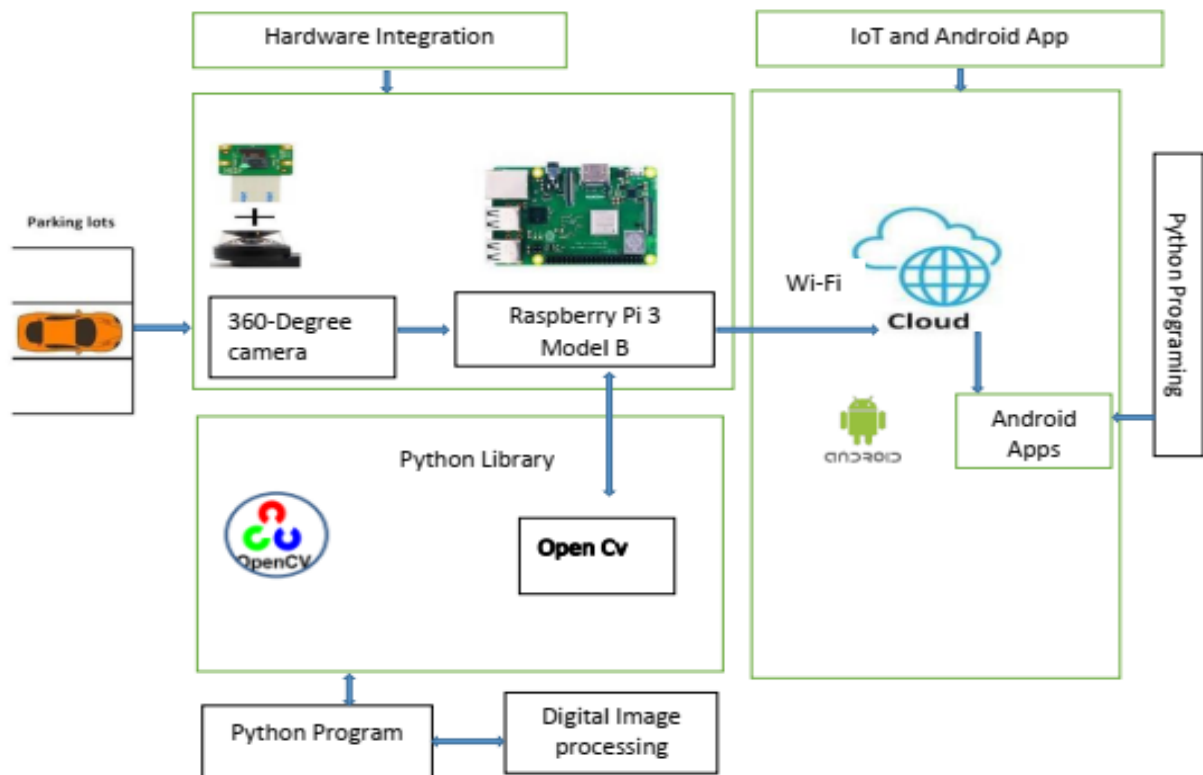 Hardware Integration
IoT and Android App
Parking lots
360-Degree
camera
Raspberry Pi 3
Model B
Wi-Fi
Cloud
Python Programing
Android
Apps
ANDROID
Python Library
OpenCV
Open Cv
Python Program
Digital Image
processing